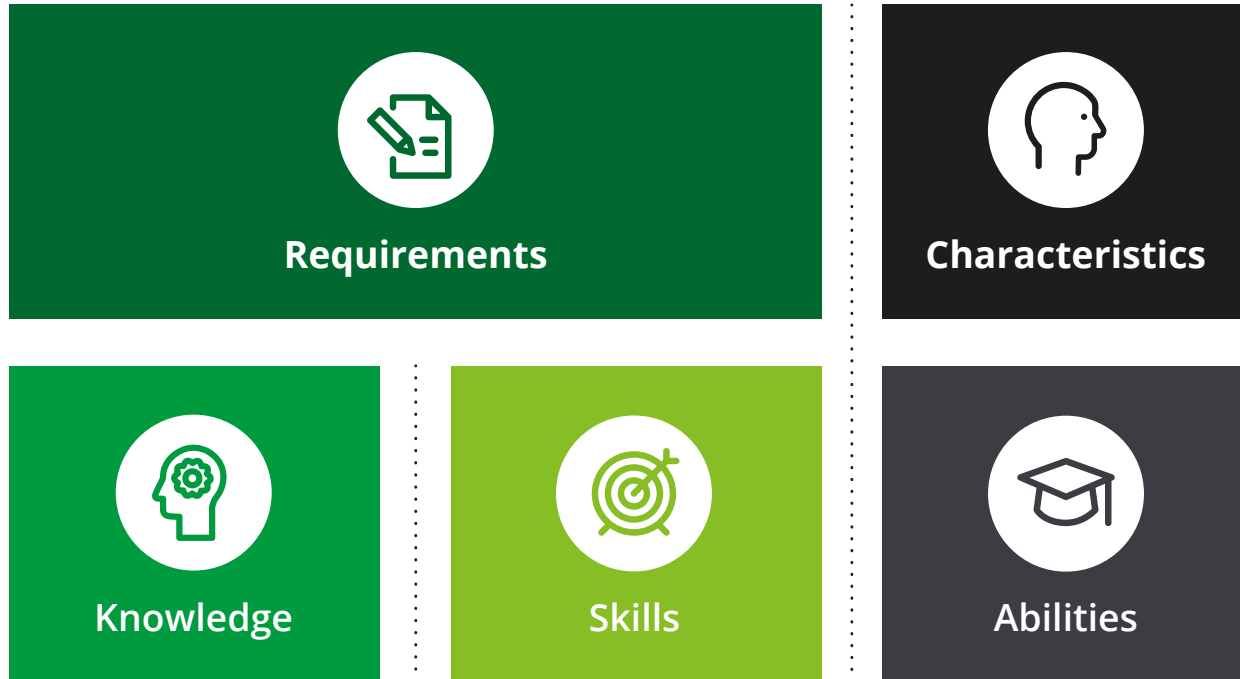 Requirements
Characteristics
Knowledge
Skills
Abilities